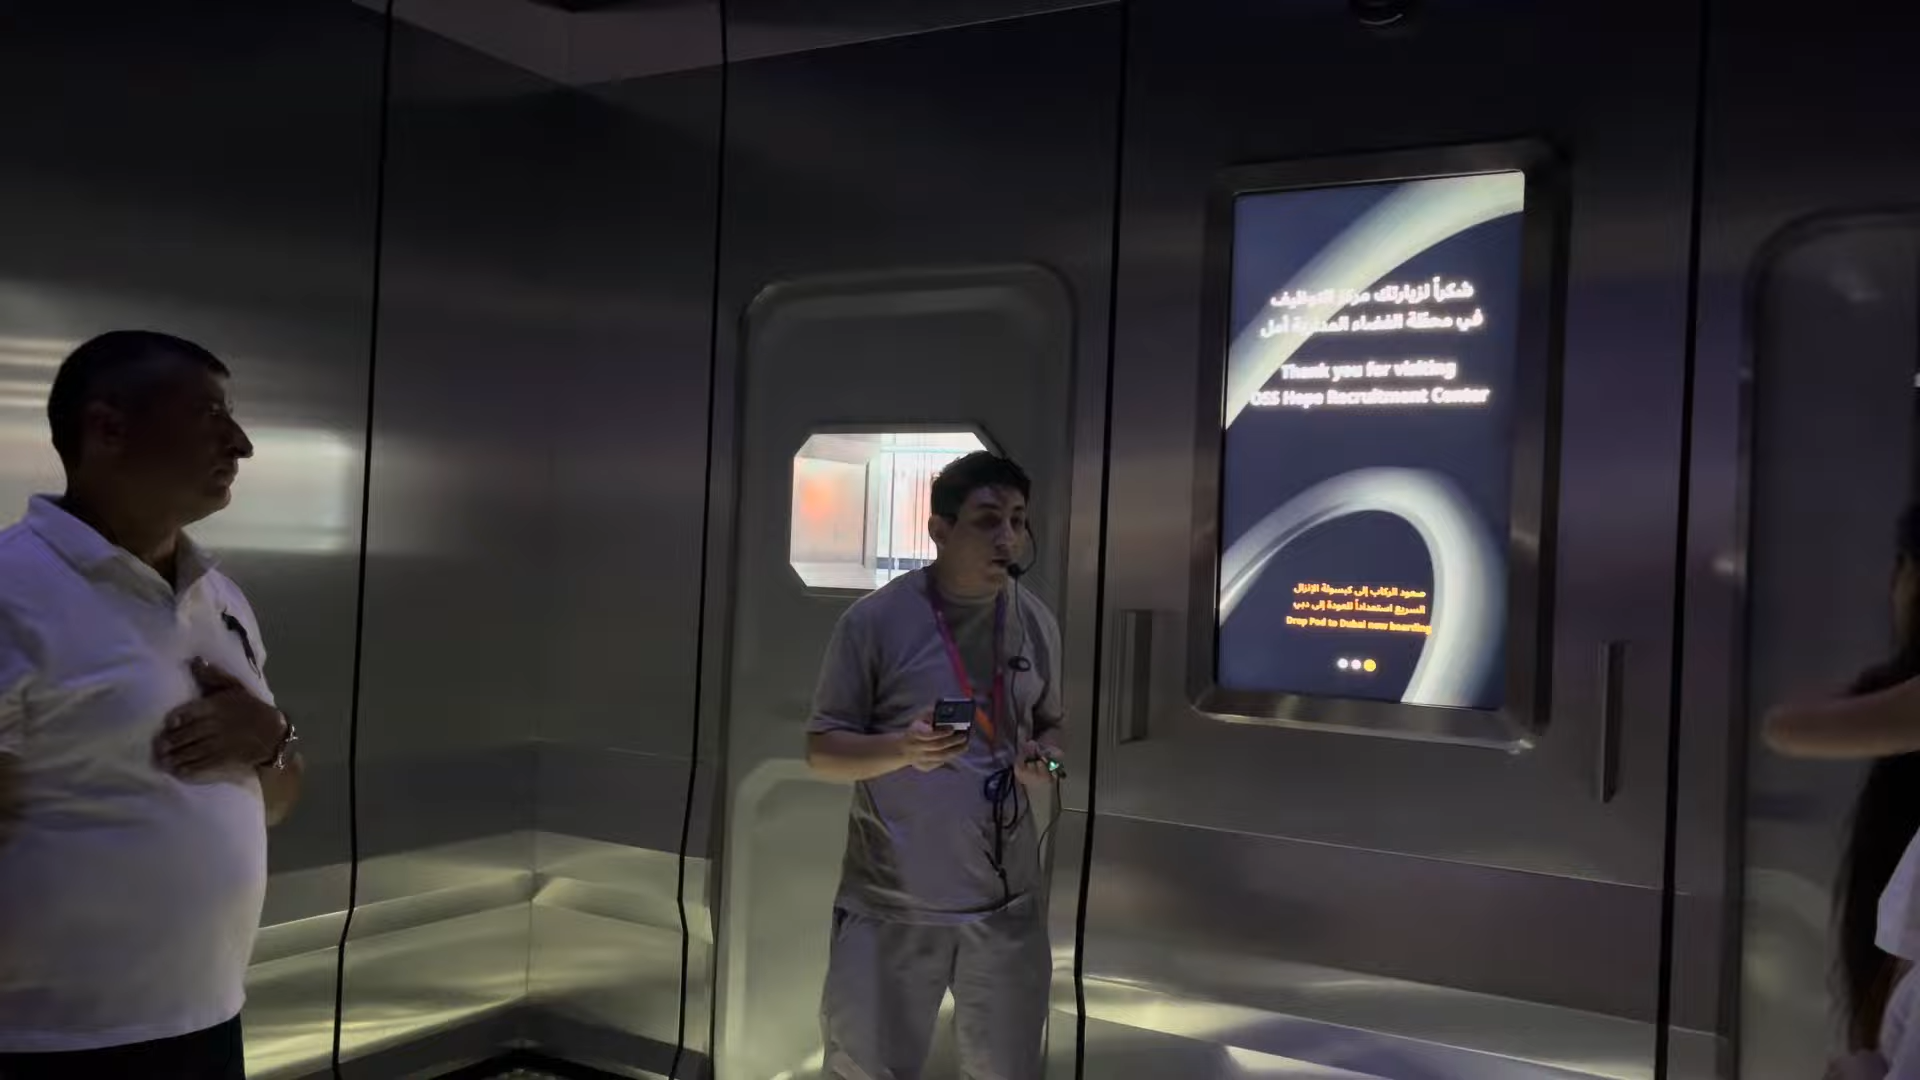 شكراً لزيارتك مركز التوظيف
في محطّة الفضاء المدارية أمل
Thank you for visiting
OSS Hope Recruitment Center
صعود الركاب إلى كبسولة الإنزال
السريع استعداداً للعودة إلى دبي
Drop Pod to Dubai now boarding